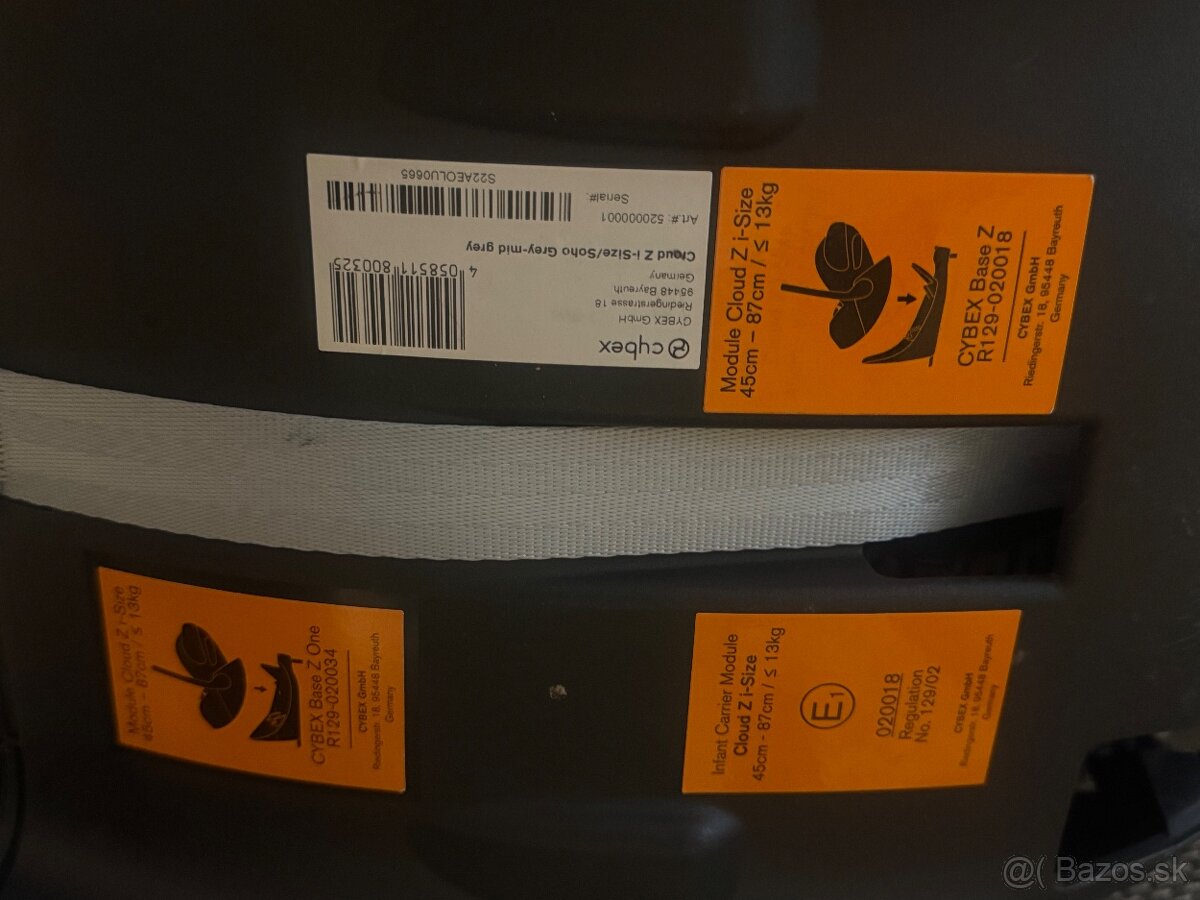 cybex
CYBEX GmbH
Riedingerstrasse 18
95448 Bayreuth
Germany
Cloud Z i-Size/Soho Grey-mid grey
Art.#: 520000001
Serial#:
S22AEOLU0665
4 058511 800325
Module Cloud Z i-Size
45cm – 87cm / ≤ 13kg
CYBEX Base Z
R129-020018
CYBEX GmbH
Riedingerstr. 18, 95448 Bayreuth
Germany
Module Cloud Z i-Size
45cm – 87cm / ≤ 13kg
CYBEX Base Z One
R129-020034
CYBEX GmbH
Riedingerstr. 18, 95448 Bayreuth
Germany
Infant Carrier Module
Cloud Z i-Size
45cm - 87cm / ≤ 13kg
E1
020018
Regulation
No. 129/02
CYBEX GmbH
Riedingerstr. 18, 95448 Bayreuth
Germany
@( Bazos.sk